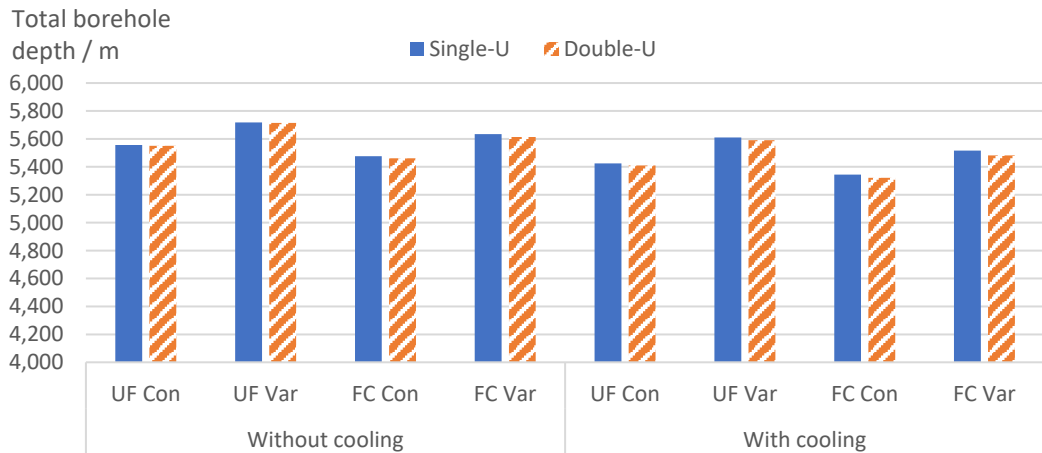 Total borehole
depth / m
Single-U Double-U
6,000
5,800
5,600
5,400
5,200
5,000
4,800
4,600
4,400
4,200
4,000
UF Con UF Var FC Con FC Var UF Con UF Var FC Con FC Var
Without cooling With cooling